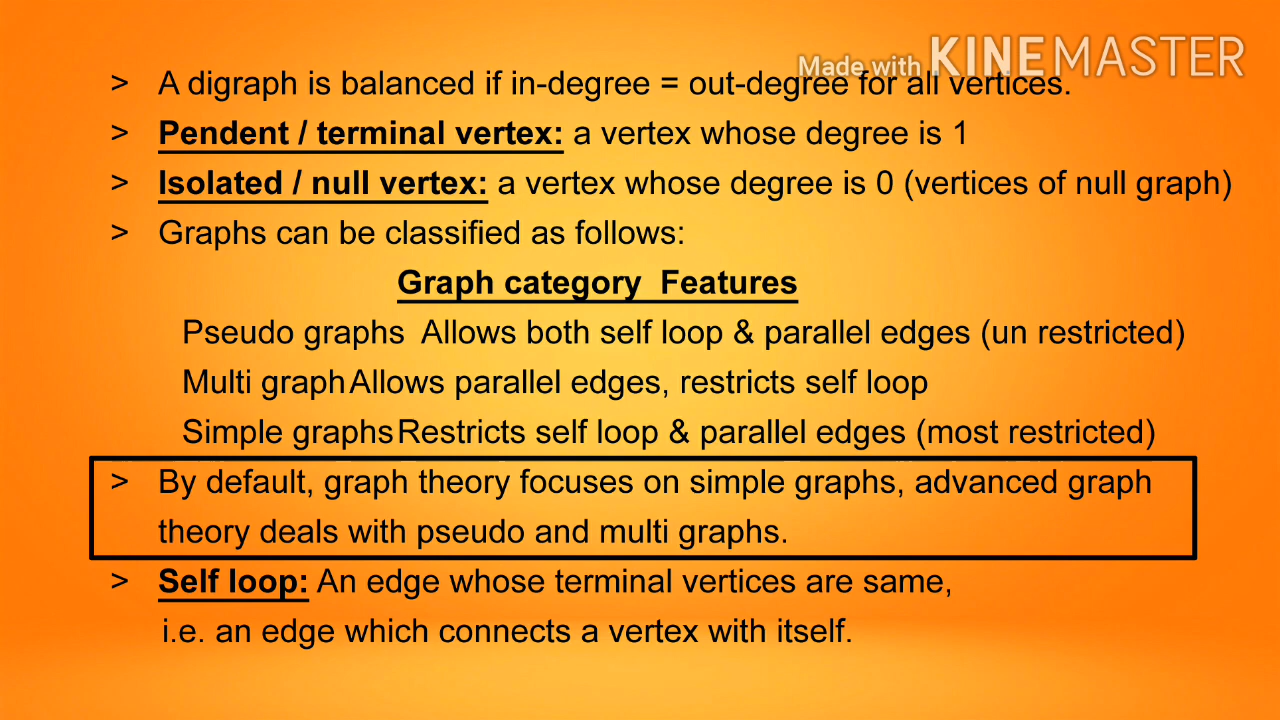 Made with KINEMASTER
> A digraph is balanced if in-degree = out-degree for all vertices.
> Pendent / terminal vertex: a vertex whose degree is 1
> Isolated / null vertex: a vertex whose degree is 0 (vertices of null graph)
> Graphs can be classified as follows:
Graph category Features
Pseudo graphs Allows both self loop & parallel edges (un restricted)
Multi graph Allows parallel edges, restricts self loop
Simple graphs Restricts self loop & parallel edges (most restricted)
> By default, graph theory focuses on simple graphs, advanced graph
theory deals with pseudo and multi graphs.
> Self loop: An edge whose terminal vertices are same,
i.e. an edge which connects a vertex with itself.